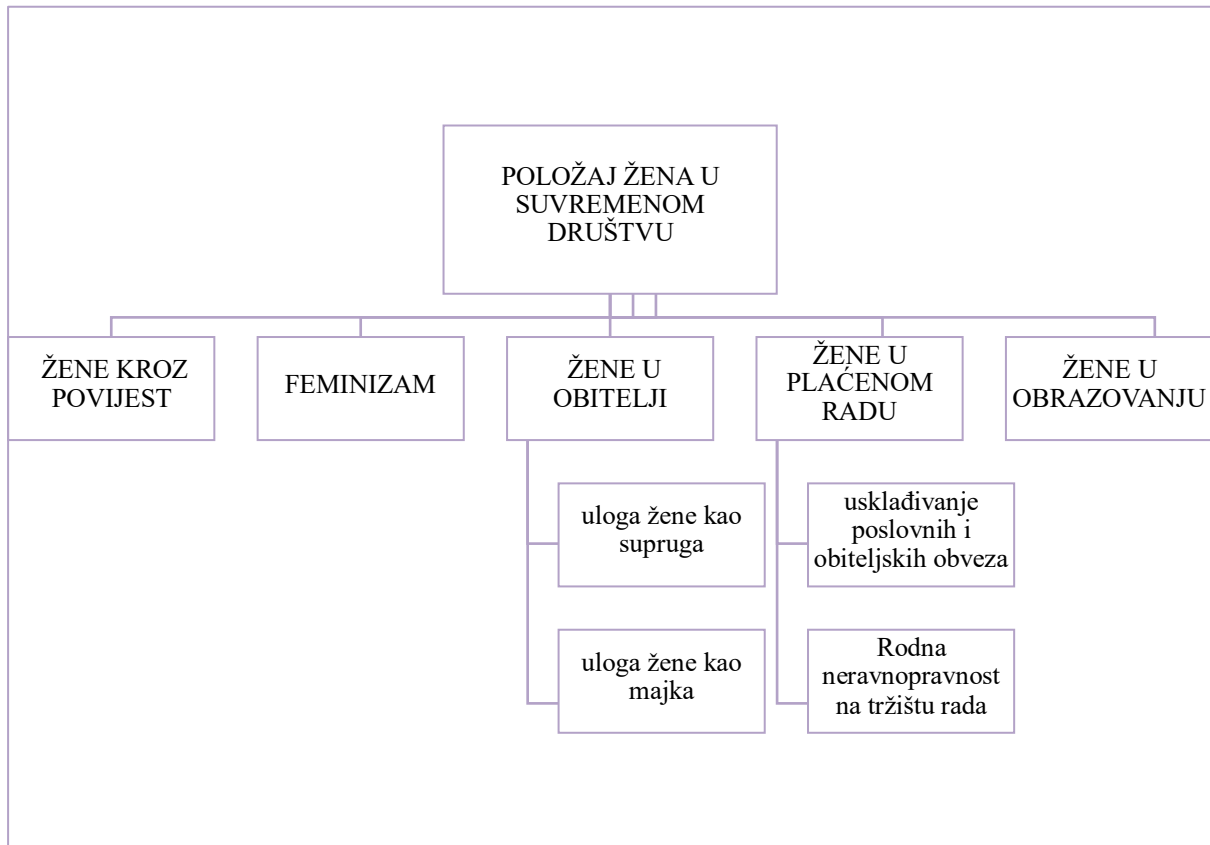 POLOŽAJ ŽENA U
SUVREMENOM
DRUŠTVU
ŽENE KROZ
POVIJEST
FEMINIZAM
ŽENE U
OBITELJI
ŽENE U
PLAĆENOM
RADU
ŽENE U
OBRAZOVANJU
uloga žene kao
supruga
uloga žene kao
majka
usklađivanje
poslovnih i
obiteljskih obveza
Rodna
neravnopravnost
na tržištu rada